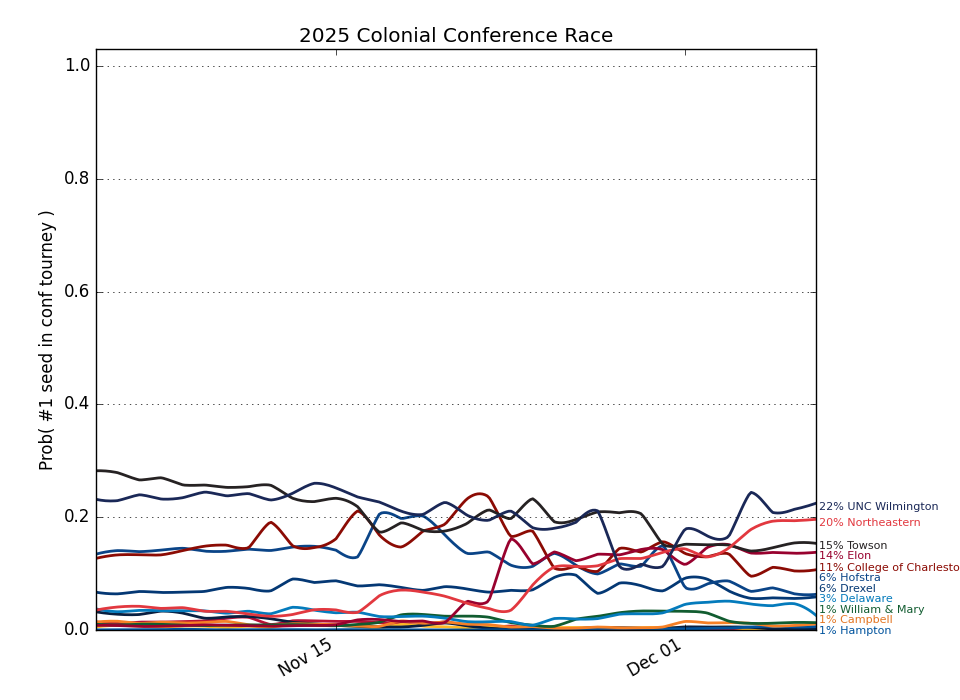 2025 Colonial Conference Race
Prob( #1 seed in conf tourney )
1.0
0.8
0.6
0.4
0.2
0.0
Nov 15
Dec 01
22% UNC Wilmington
20% Northeastern
15% Towson
14% Elon
11% College of Charlesto
6% Hofstra
6% Drexel
3% Delaware
1% William & Mary
1% Campbell
1% Hampton